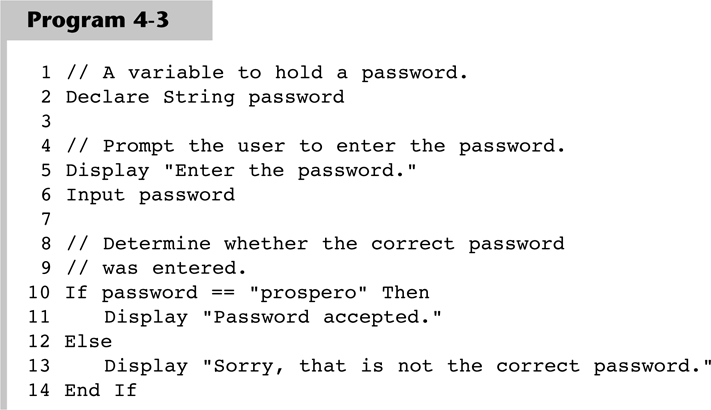 Program 4-3
1 // A variable to hold a password.
2 Declare String password
3
4 // Prompt the user to enter the password.
5 Display "Enter the password."
6 Input password
7
8 // Determine whether the correct password
9 // was entered.
10 If password == "prospero" Then
11    Display "Password accepted."
12 Else
13    Display "Sorry, that is not the correct password."
14 End If